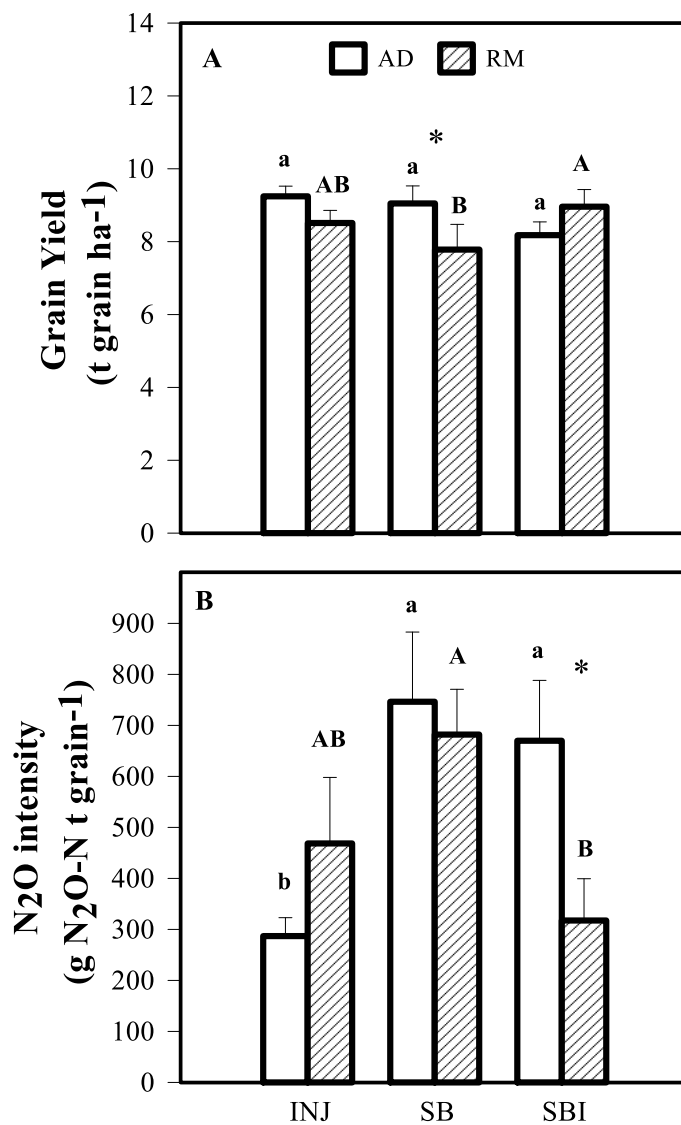 14
A
AD
RM
12
*
10
a
AB
a
B
a
A
8
6
4
2
0
Grain Yield
(t grain ha-1)
B
900
a
A
a
*
800
700
AB
600
500
b
B
400
300
200
100
0
N2O intensity
(g N2O-N t grain-1)
INJ
SB
SBI